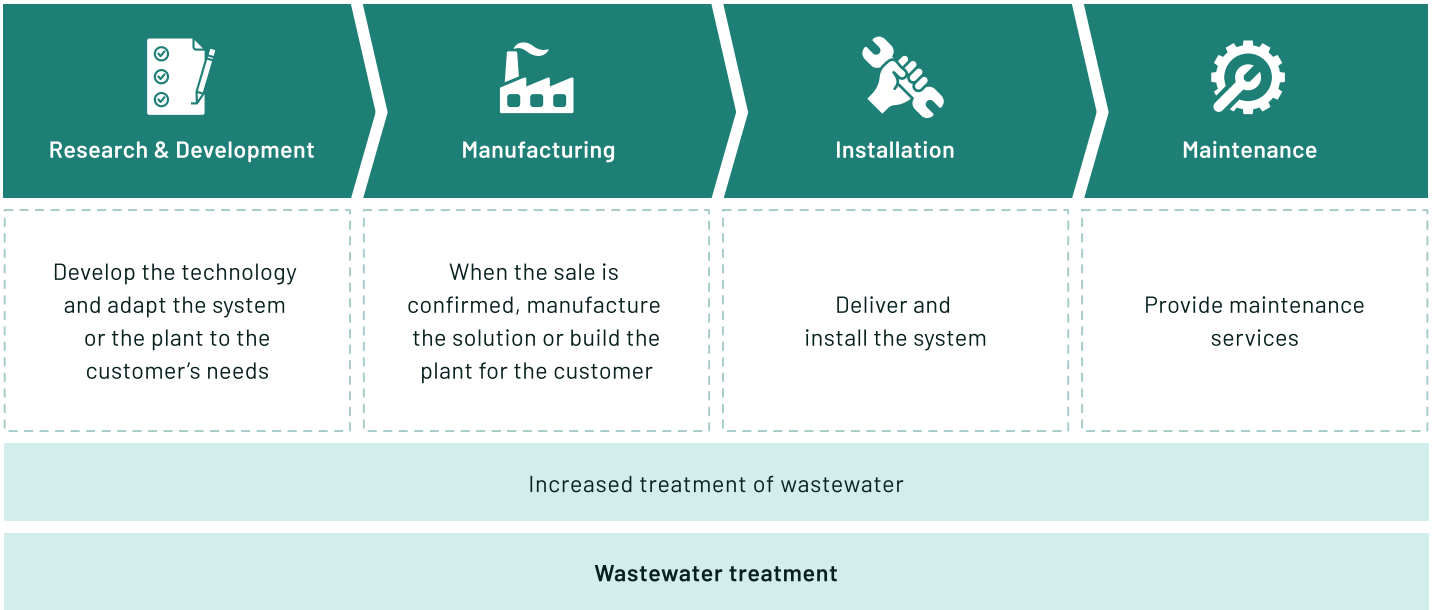 Research & Development
Manufacturing
Installation
Maintenance
Develop the technology
and adapt the system
or the plant to the
customer's needs
When the sale is
confirmed, manufacture
the solution or build the
plant for the customer
Deliver and
install the system
Provide maintenance
services
Increased treatment of wastewater
Wastewater treatment